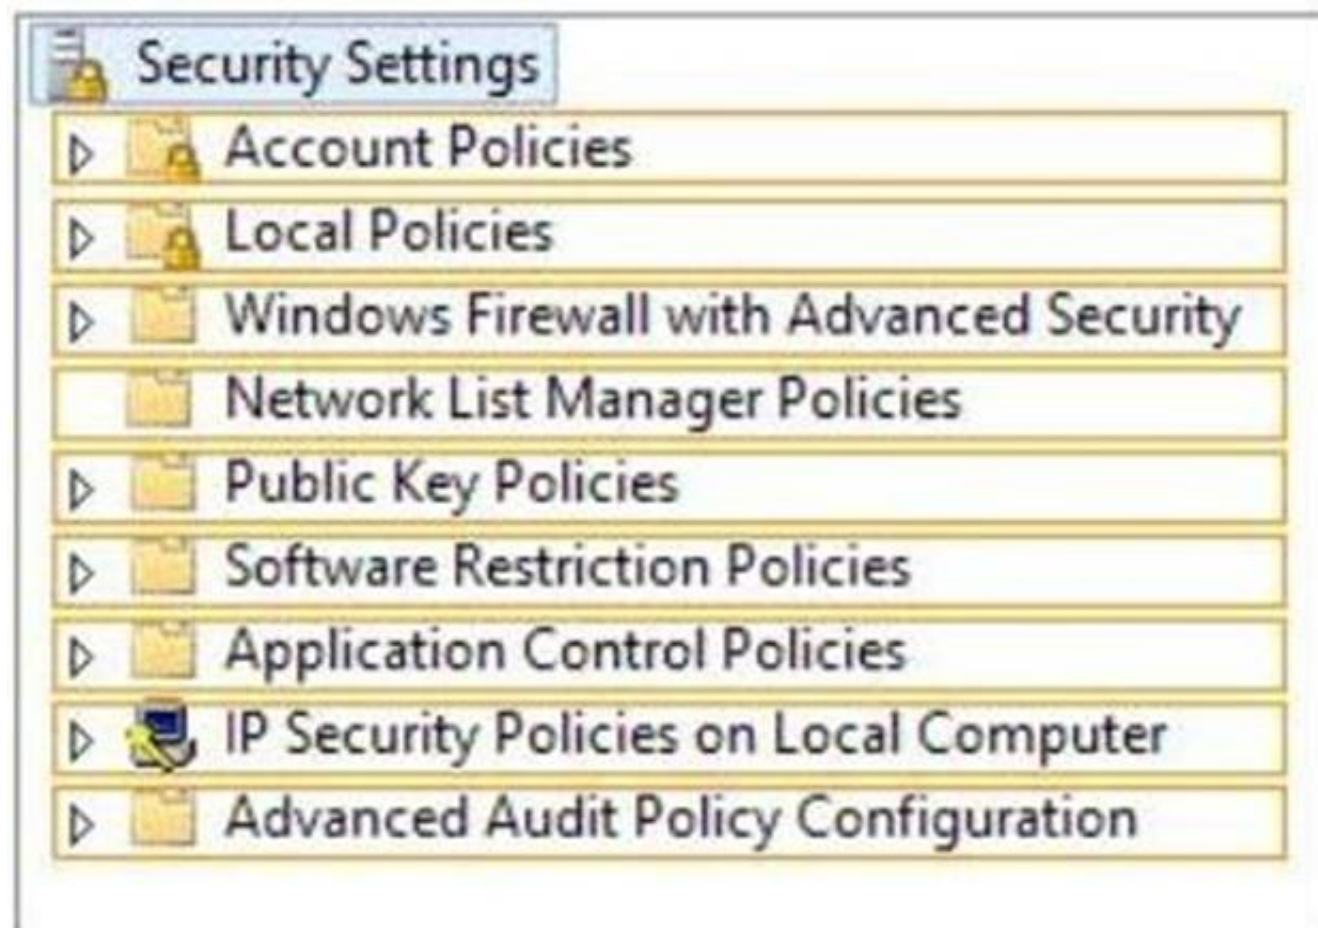 Security Settings
Account Policies
Local Policies
Windows Firewall with Advanced Security
Network List Manager Policies
Public Key Policies
Software Restriction Policies
Application Control Policies
IP Security Policies on Local Computer
Advanced Audit Policy Configuration